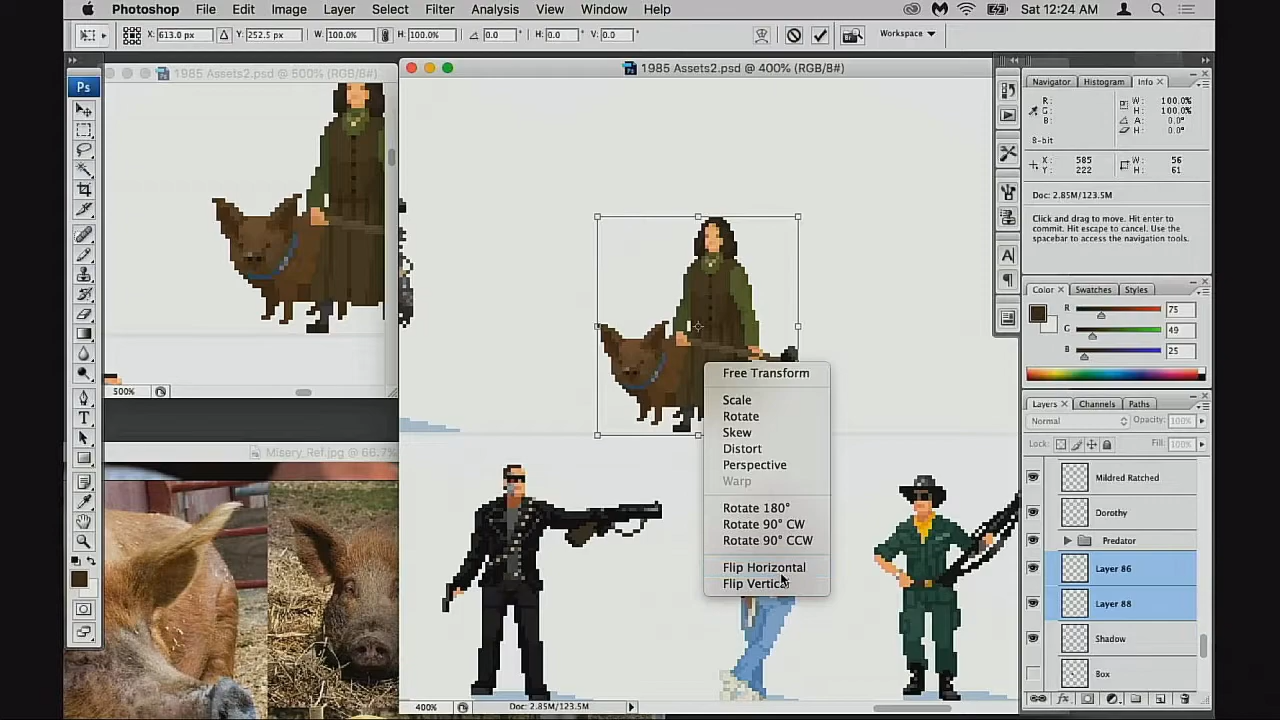 Photoshop File Edit Image Layer Select Filter Analysis View Window Help Sat 12:24 AM
X: 613.0 px Y: 252.5 px W: 100.0% H: 100.0% 0.0 ° H: 0.0 ° V: 0.0 ° Workspace
1985 Assets2.psd @ 500% (RGB/8#)
1985 Assets2.psd @ 400% (RGB/8#)
Ps
T
500%
Misery_Ref.jpg @ 66.7%
Free Transform
Scale
Rotate
Skew
Distort
Perspective
Warp
Rotate 180°
Rotate 90° CW
Rotate 90° CCW
Flip Horizontal
Flip Vertical
400% Doc: 2.85M/123.5M
Navigator Histogram Info
R: W: 100.0%
G: H: 100.0%
B: A: 0.0°
H: 0.0°
8-bit
X: 585 W: 56
Y: 222 H: 61
Doc: 2.85M/123.5M
Click and drag to move. Hit enter to
commit. Hit escape to cancel. Use the
spacebar to access the navigation tools.
Color Swatches Styles
R 75
G 49
B 25
Layers Channels Paths
Normal Opacity: 100%
Lock: Fill: 100%
Mildred Ratched
Dorothy
Predator
Layer 86
Layer 88
Shadow
Box